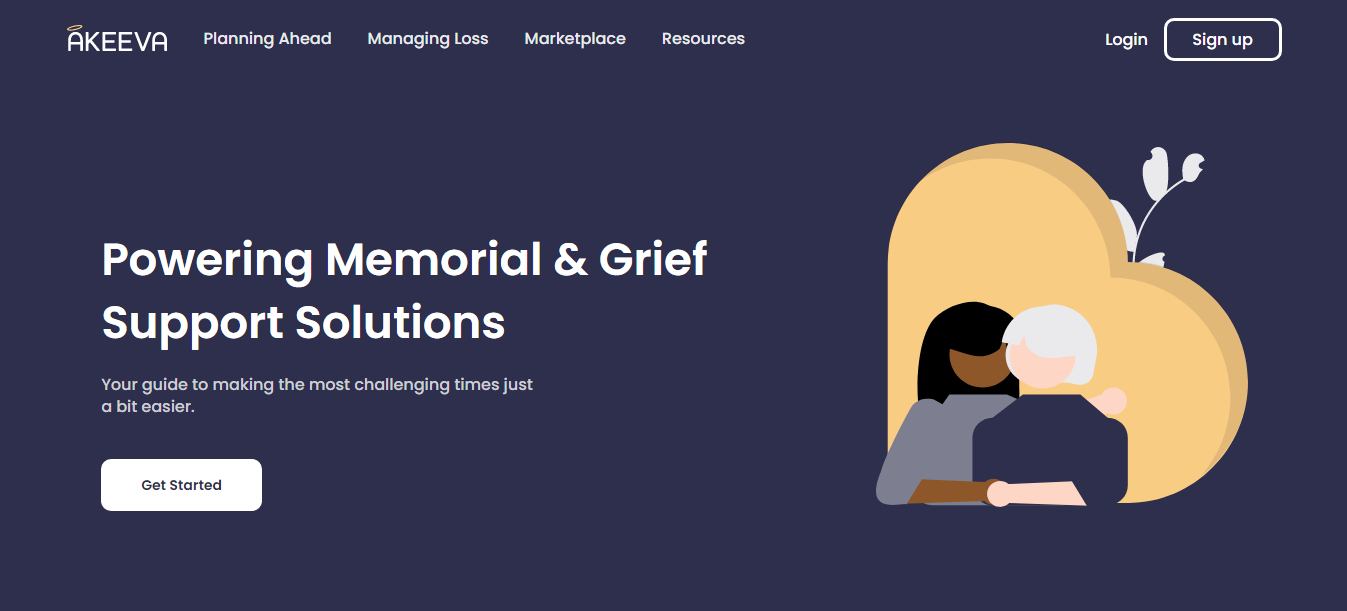 AKEEVA
Planning Ahead
Managing Loss
Marketplace
Resources
Login
Sign up
Powering Memorial & Grief
Support Solutions
Your guide to making the most challenging times just
a bit easier.
Get Started